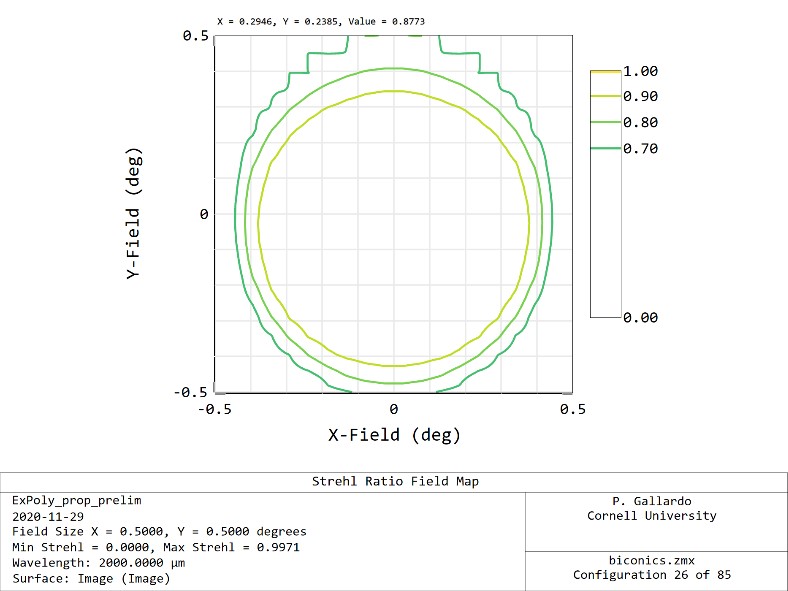 X = 0.2946, Y = 0.2385, Value = 0.8773
0.5
0
-0.5
Y-Field (deg)
-0.5 0 0.5
X-Field (deg)
1.00
0.90
0.80
0.70
0.00
Strehl Ratio Field Map
ExPoly_prop_prelim
2020-11-29
Field Size X = 0.5000, Y = 0.5000 degrees
Min Strehl = 0.0000, Max Strehl = 0.9971
Wavelength: 2000.0000 µm
Surface: Image (Image)
P. Gallardo
Cornell University
biconics.zmx
Configuration 26 of 85